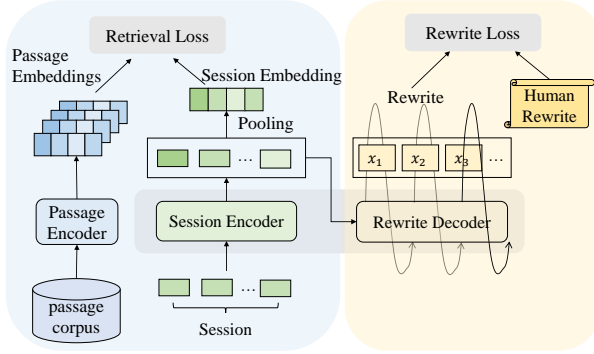 Retrieval Loss
Passage
Embeddings
Session Embedding
Pooling
...
Passage
Encoder
Session Encoder
passage
corpus
...
Session
Rewrite Loss
Rewrite
Human
Rewrite
x1 x2 x3 ...
Rewrite Decoder